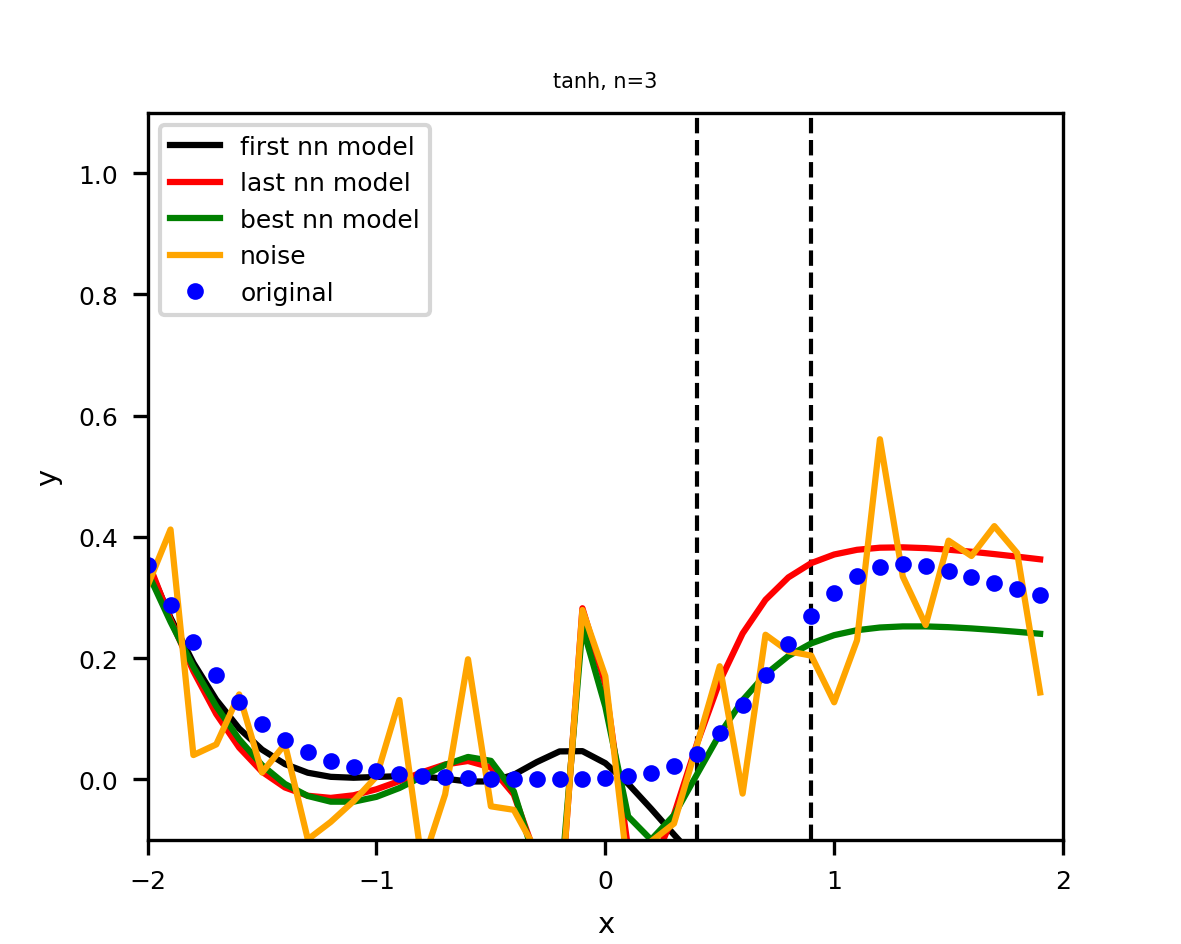 tanh, n=3
first nn model
last nn model
best nn model
noise
original
1.0
0.8
0.6
0.4
0.2
0.0
y
−2
−1
0
1
2
x